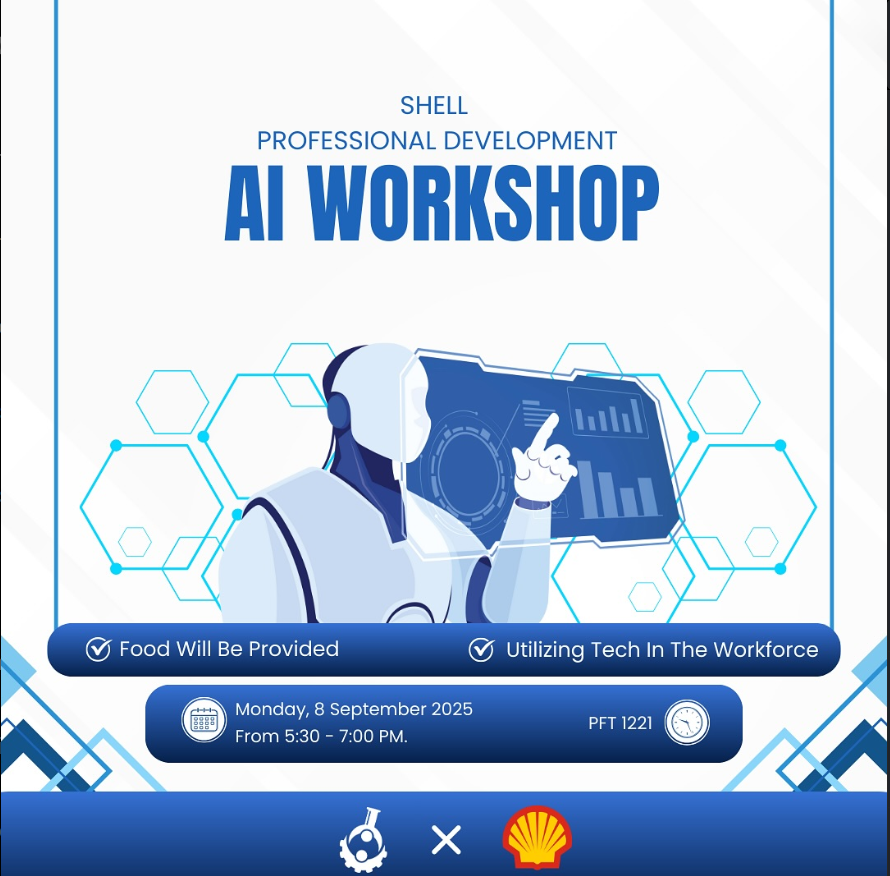 SHELL
PROFESSIONAL DEVELOPMENT
AI WORKSHOP
Food Will Be Provided
Utilizing Tech In The Workforce
Monday, 8 September 2025
From 5:30 - 7:00 PM.
PFT 1221